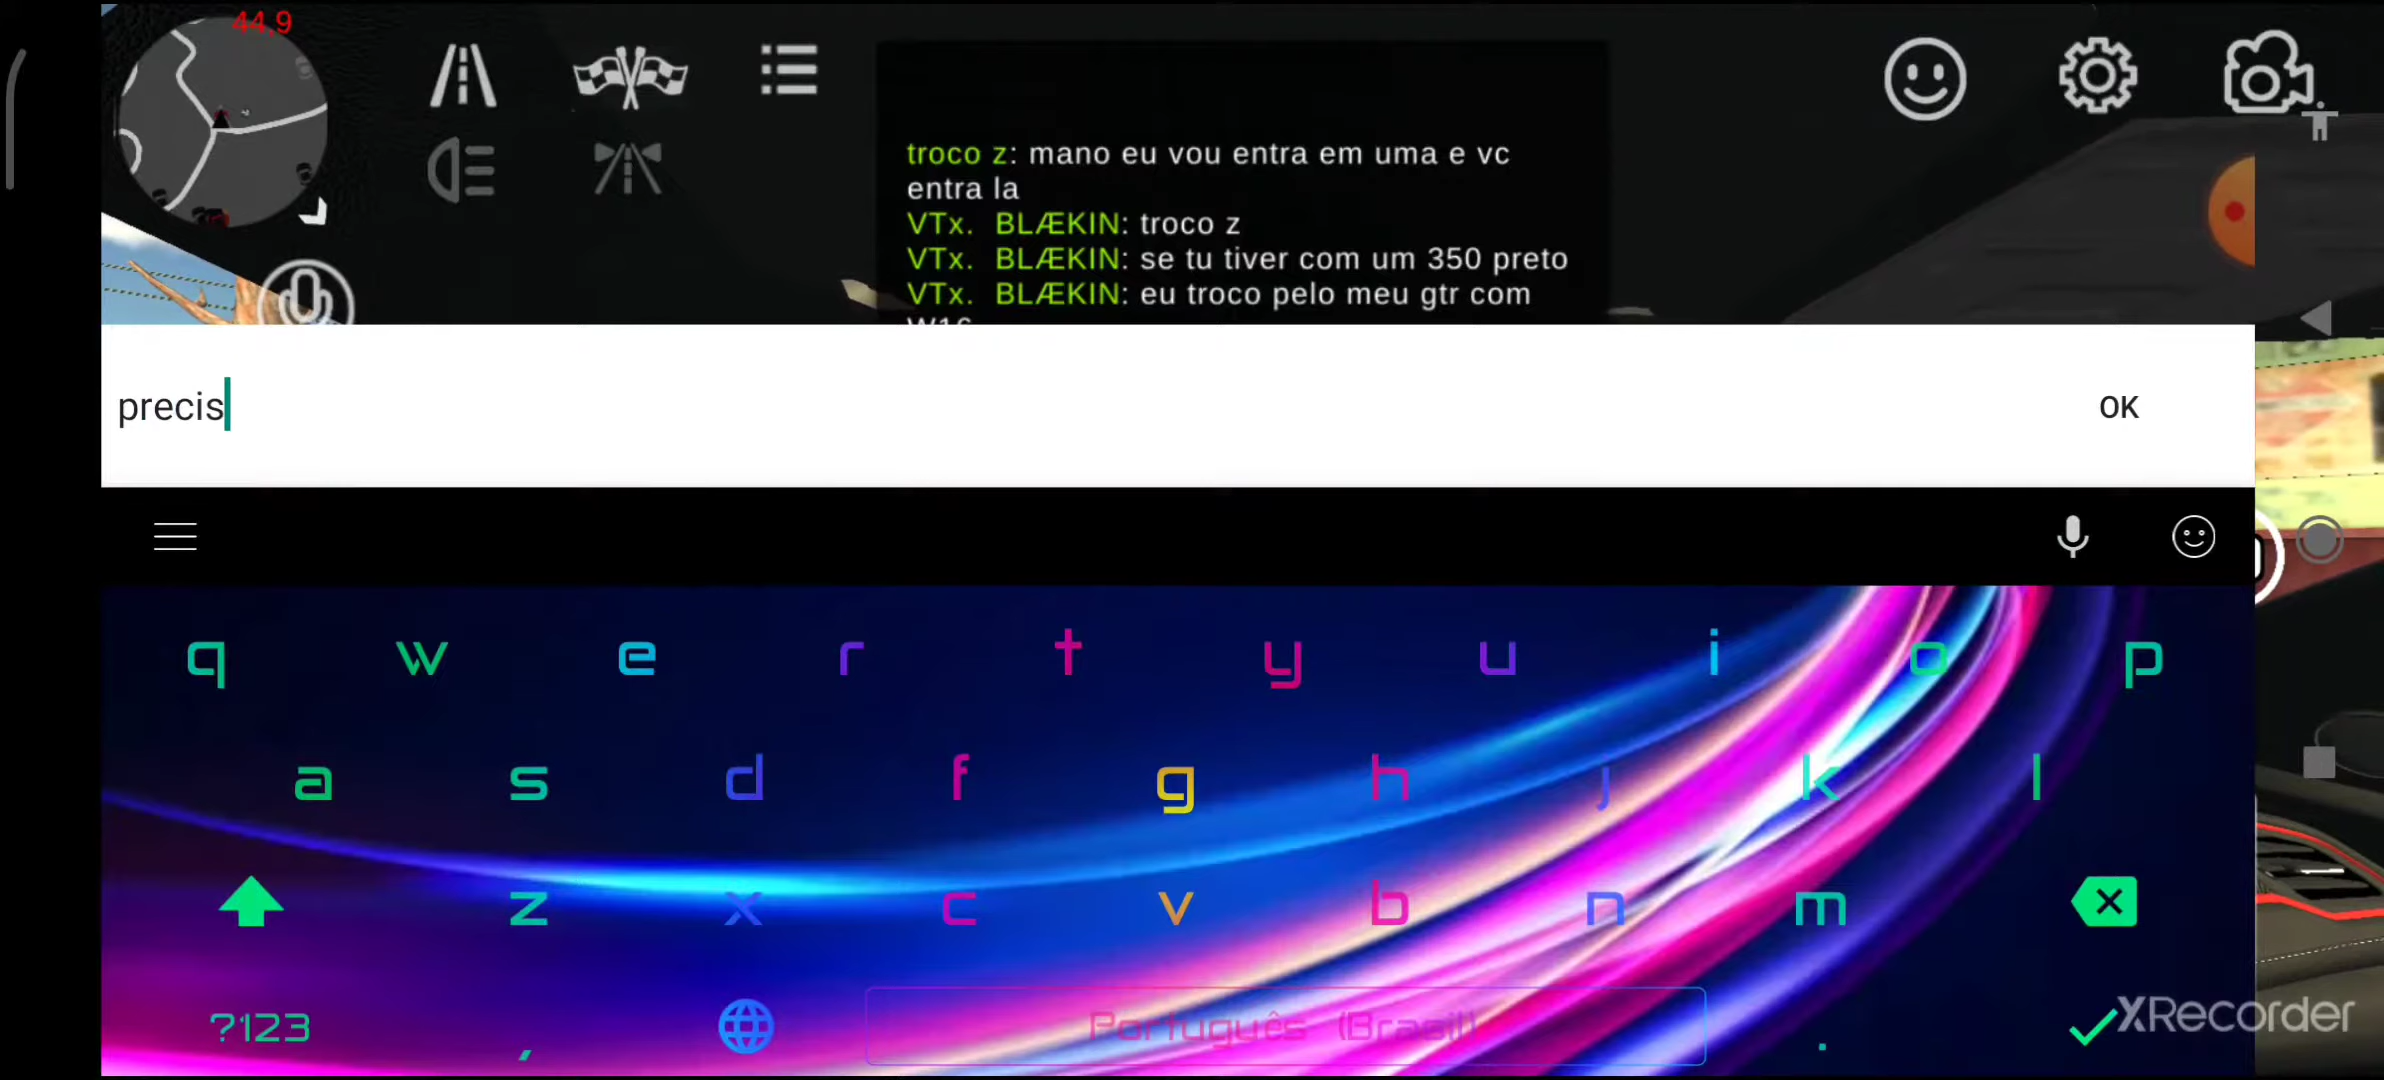 44.9
troco z: mano eu vou entra em uma e vc
entra la
VTx. BLÆKIN: troco z
VTx. BLÆKIN: se tu tiver com um 350 preto
VTx. BLÆKIN: eu troco pelo meu gtr com
W16
precis
OK
q w e r t y u i o p
a s d f g h j k l
z x c v b n m
?123 , Português (Brasil) .
XRecorder